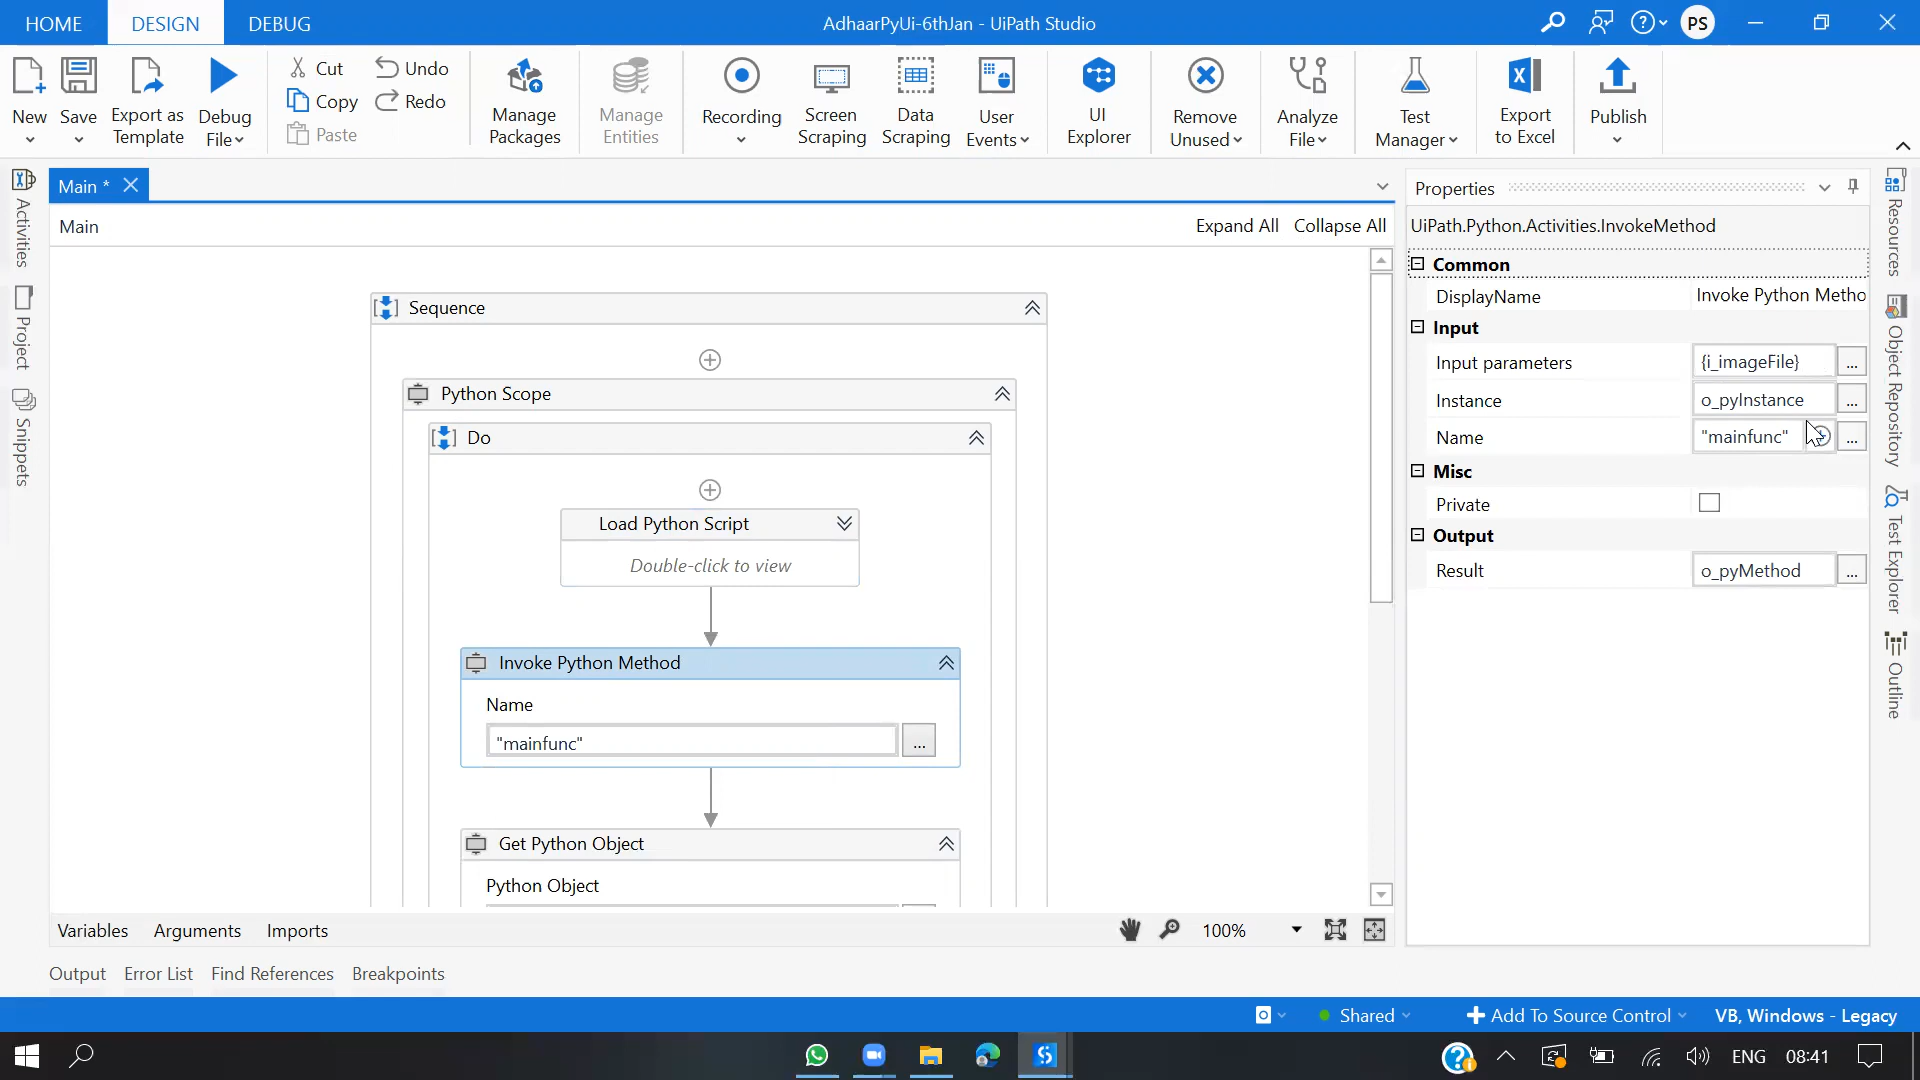 HOME
DESIGN
DEBUG
AdhaarPyUi-6thJan - UiPath Studio
PS
New
Save
Export as
Template
Debug
File
Cut
Copy
Paste
Undo
Redo
Manage
Packages
Manage
Entities
Recording
Screen
Scraping
Data
Scraping
User
Events
UI
Explorer
Remove
Unused
Analyze
File
Test
Manager
Export
to Excel
Publish
Activities
Project
Snippets
Main *
Main
Expand All
Collapse All
Sequence
Python Scope
Do
Load Python Script
Double-click to view
Invoke Python Method
Name
"mainfunc"
...
Get Python Object
Python Object
Properties
UiPath.Python.Activities.InvokeMethod
Common
DisplayName
Invoke Python Metho
Input
Input parameters
{i_imageFile}
...
Instance
o_pyInstance
...
Name
"mainfunc"
...
Misc
Private
Output
Result
o_pyMethod
...
Resources
Object Repository
Test Explorer
Outline
Variables
Arguments
Imports
100%
Output
Error List
Find References
Breakpoints
Shared
Add To Source Control
VB, Windows - Legacy
ENG
08:41